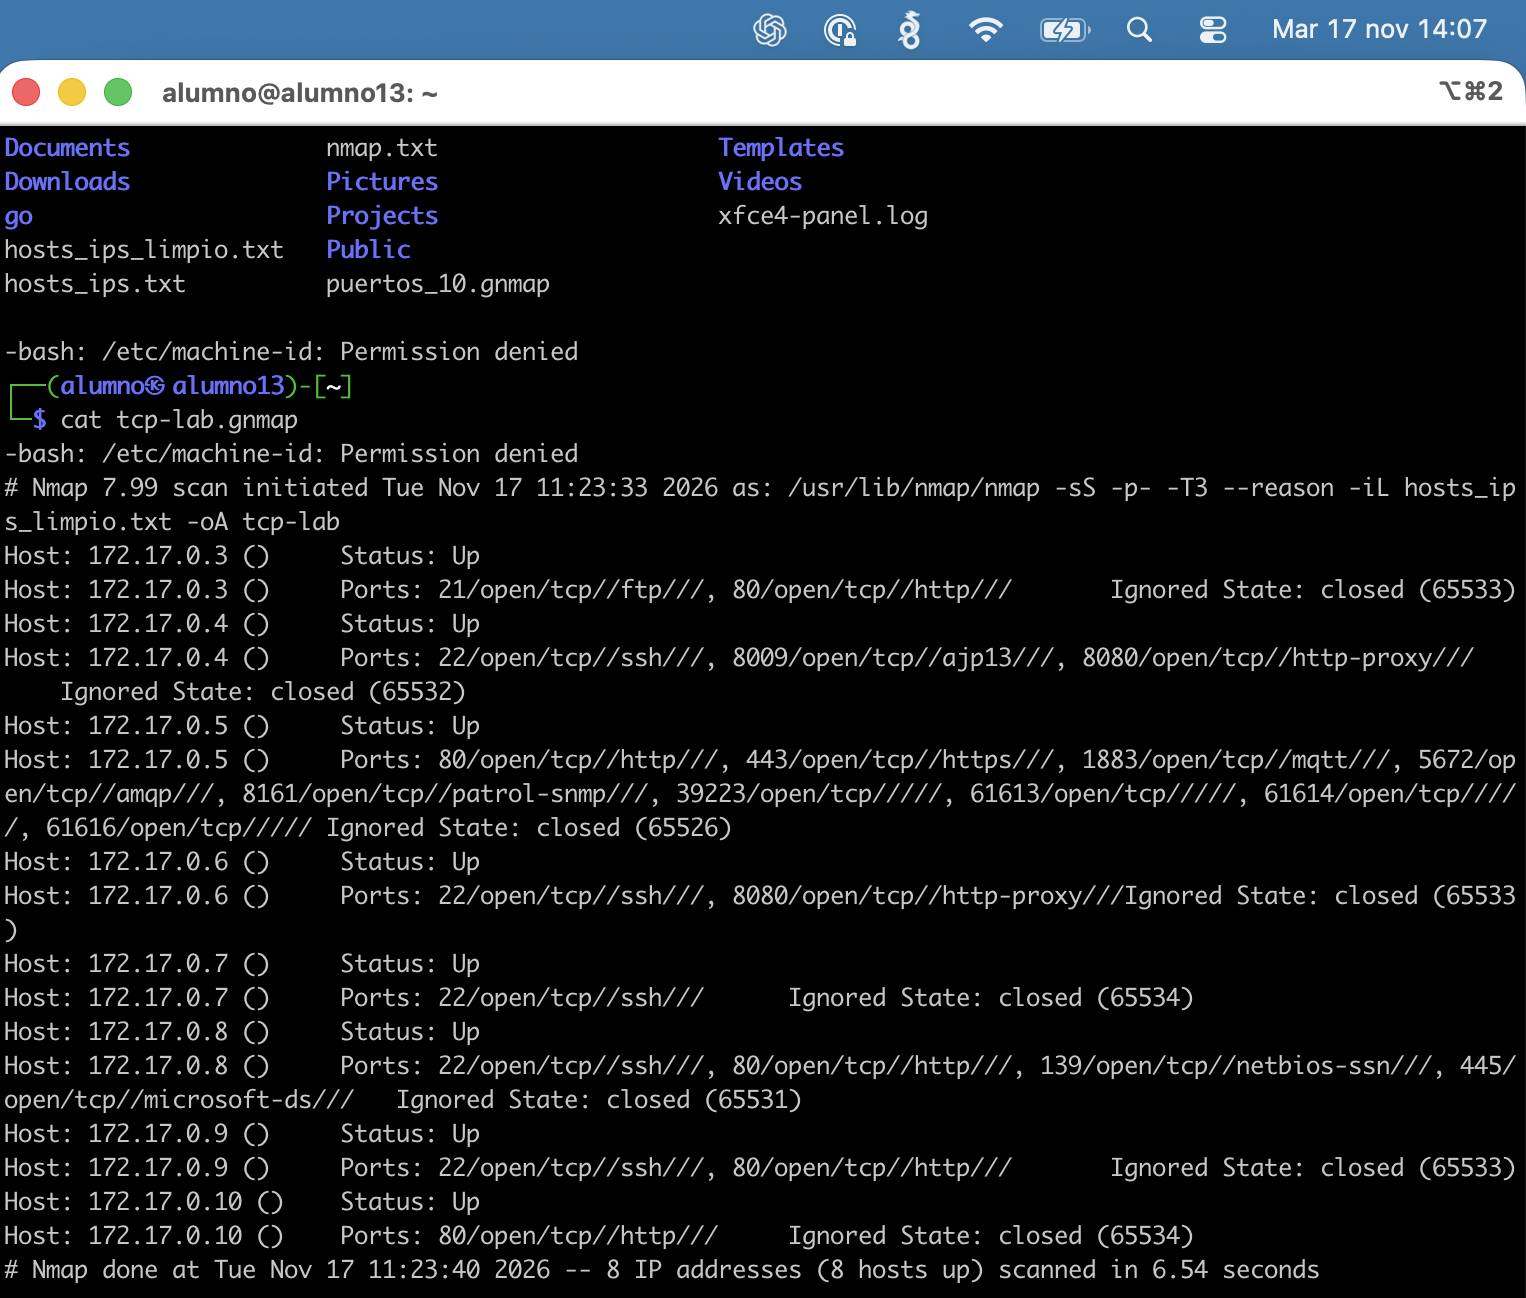 Mar 17 nov 14:07
alumno@alumno13: ~ ⌥⌘2
Documents nmap.txt Templates
Downloads Pictures Videos
go Projects xfce4-panel.log
hosts_ips_limpio.txt Public
hosts_ips.txt puertos_10.gnmap
-bash: /etc/machine-id: Permission denied
┌──(alumno㉿ alumno13)-[~]
└─$ cat tcp-lab.gnmap
-bash: /etc/machine-id: Permission denied
# Nmap 7.99 scan initiated Tue Nov 17 11:23:33 2026 as: /usr/lib/nmap/nmap -sS -p- -T3 --reason -iL hosts_ip
s_limpio.txt -oA tcp-lab
Host: 172.17.0.3 () Status: Up
Host: 172.17.0.3 () Ports: 21/open/tcp//ftp///, 80/open/tcp//http/// Ignored State: closed (65533)
Host: 172.17.0.4 () Status: Up
Host: 172.17.0.4 () Ports: 22/open/tcp//ssh///, 8009/open/tcp//ajp13///, 8080/open/tcp//http-proxy///
Ignored State: closed (65532)
Host: 172.17.0.5 () Status: Up
Host: 172.17.0.5 () Ports: 80/open/tcp//http///, 443/open/tcp//https///, 1883/open/tcp//mqtt///, 5672/op
en/tcp//amqp///, 8161/open/tcp//patrol-snmp///, 39223/open/tcp/////, 61613/open/tcp/////, 61614/open/tcp////
/, 61616/open/tcp///// Ignored State: closed (65526)
Host: 172.17.0.6 () Status: Up
Host: 172.17.0.6 () Ports: 22/open/tcp//ssh///, 8080/open/tcp//http-proxy///Ignored State: closed (65533
)
Host: 172.17.0.7 () Status: Up
Host: 172.17.0.7 () Ports: 22/open/tcp//ssh/// Ignored State: closed (65534)
Host: 172.17.0.8 () Status: Up
Host: 172.17.0.8 () Ports: 22/open/tcp//ssh///, 80/open/tcp//http///, 139/open/tcp//netbios-ssn///, 445/
open/tcp//microsoft-ds/// Ignored State: closed (65531)
Host: 172.17.0.9 () Status: Up
Host: 172.17.0.9 () Ports: 22/open/tcp//ssh///, 80/open/tcp//http/// Ignored State: closed (65533)
Host: 172.17.0.10 () Status: Up
Host: 172.17.0.10 () Ports: 80/open/tcp//http/// Ignored State: closed (65534)
# Nmap done at Tue Nov 17 11:23:40 2026 -- 8 IP addresses (8 hosts up) scanned in 6.54 seconds